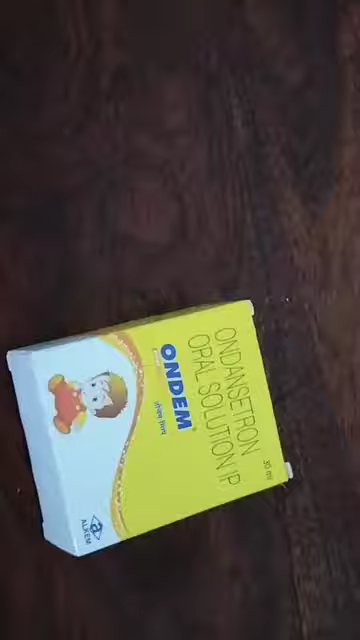 ONDANSETRON
ORAL SOLUTION IP
30 ml
ONDEM®
ALKEM